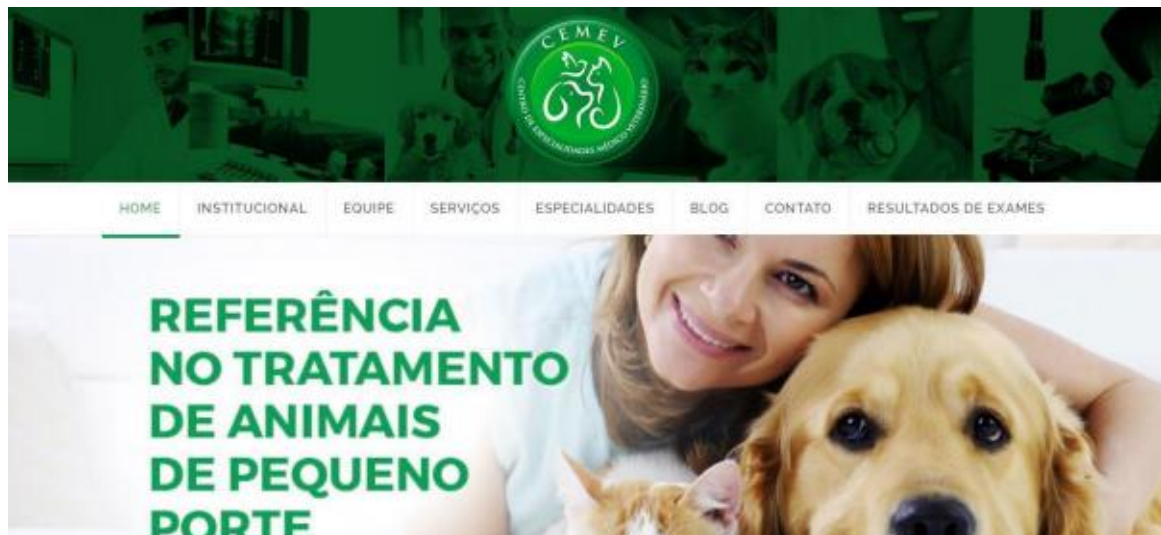 CEMEV
CENTRO DE ESPECIALIDADES MÉDICO VETERINÁRIO
HOME INSTITUCIONAL EQUIPE SERVIÇOS ESPECIALIDADES BLOG CONTATO RESULTADOS DE EXAMES
REFERÊNCIA
NO TRATAMENTO
DE ANIMAIS
DE PEQUENO
PORTE